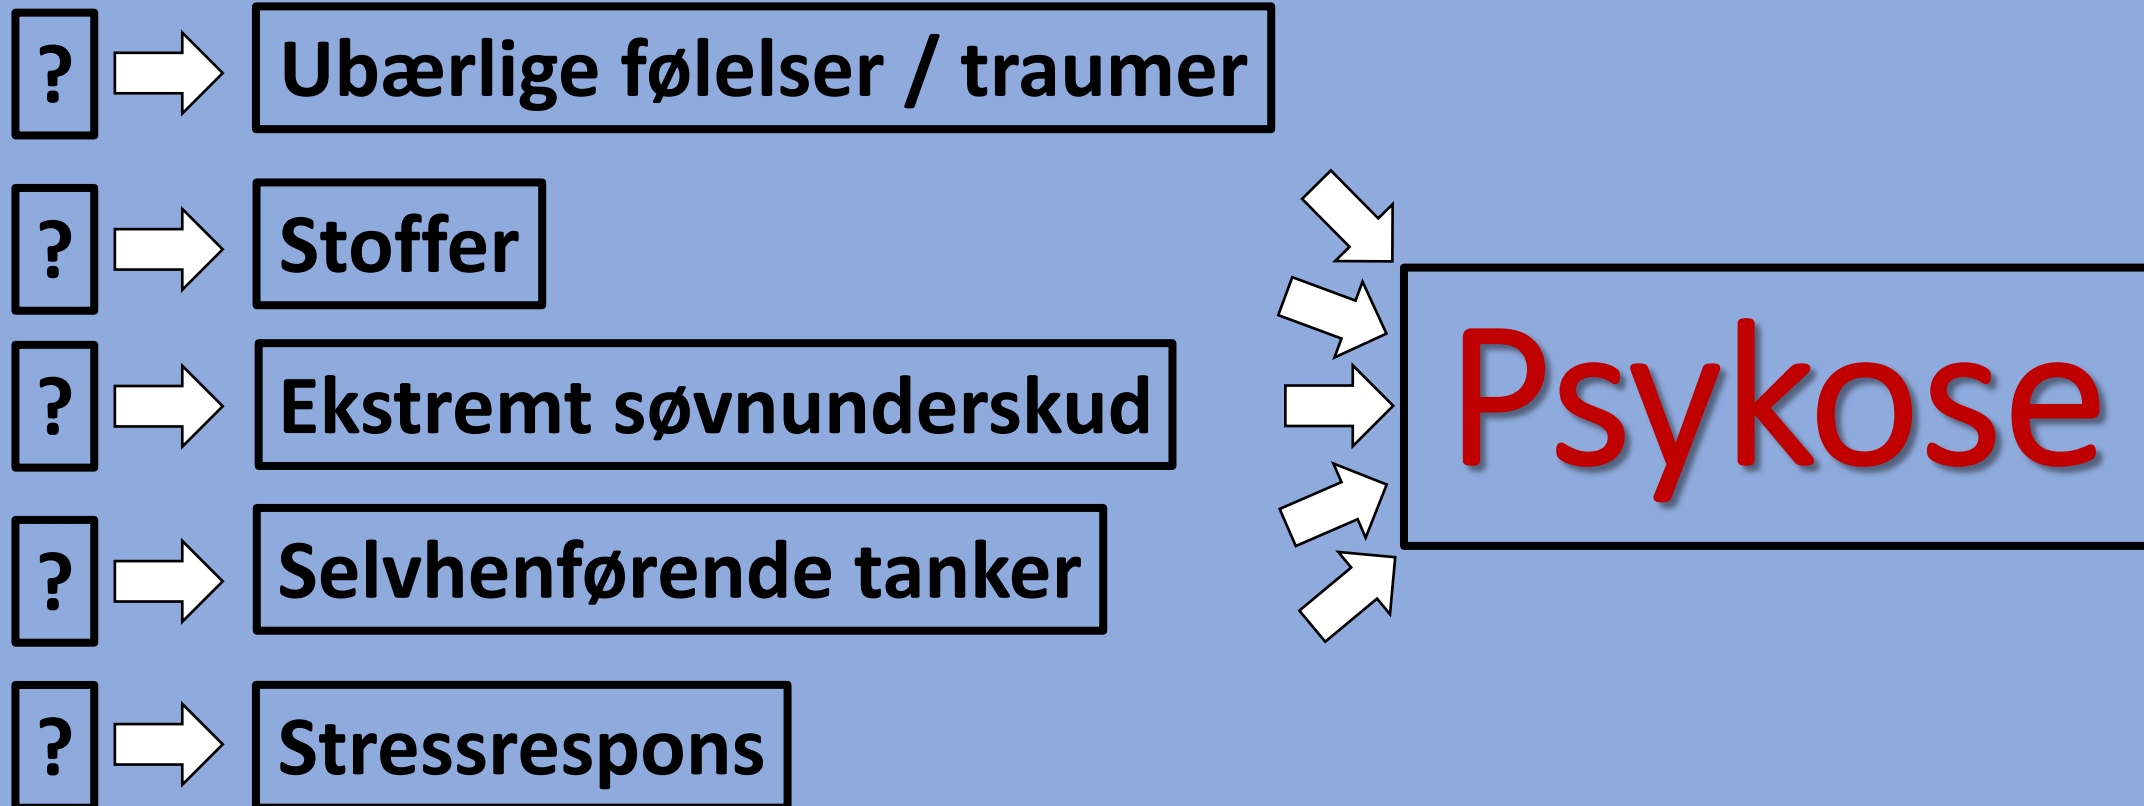 ? Ubærlige følelser / traumer
? Stoffer
? Ekstremt søvnunderskud
Psykose
? Selvhenførende tanker
? Stressrespons